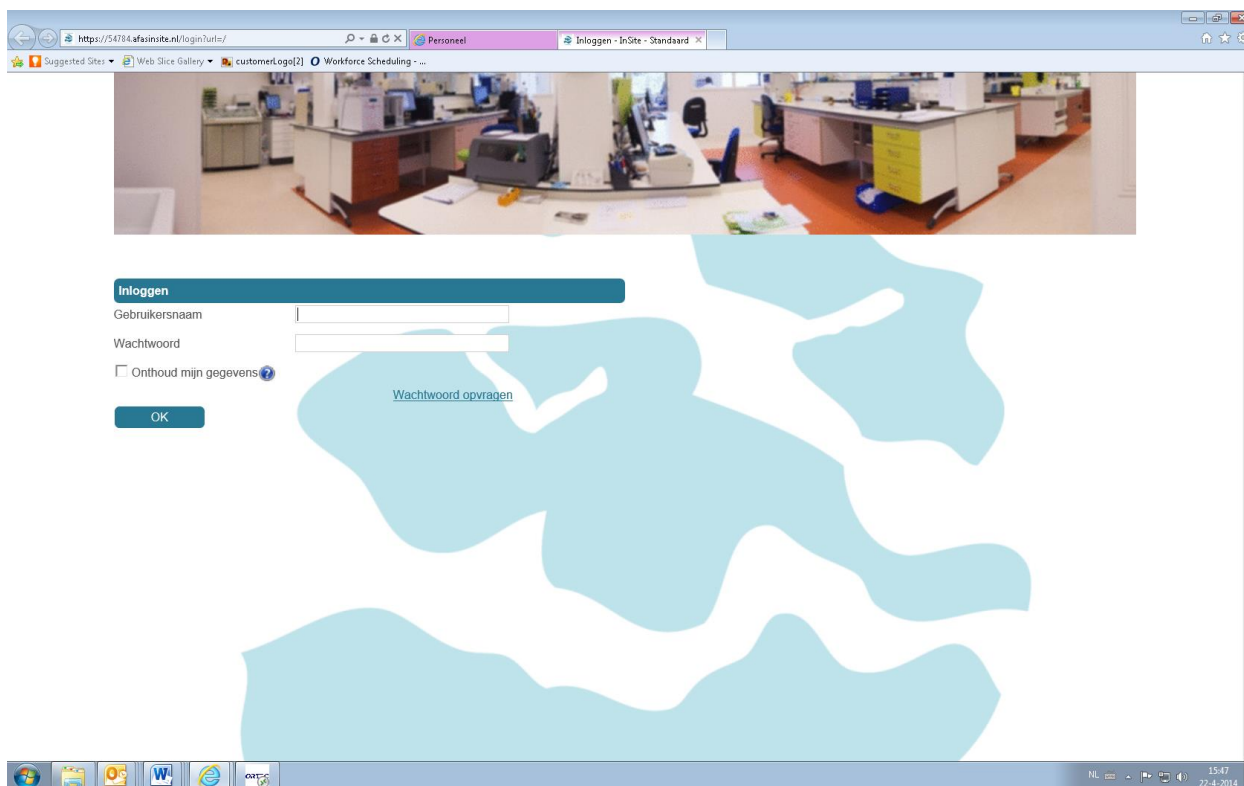 https://54784.afasinsite.nl/login?url=/
Personeel
Inloggen - InSite - Standaard
Suggested Sites
Web Slice Gallery
customerLogo[2]
Workforce Scheduling - ...
Inloggen
Gebruikersnaam
Wachtwoord
Onthoud mijn gegevens
Wachtwoord opvragen
OK
NL
15:47
22-4-2014